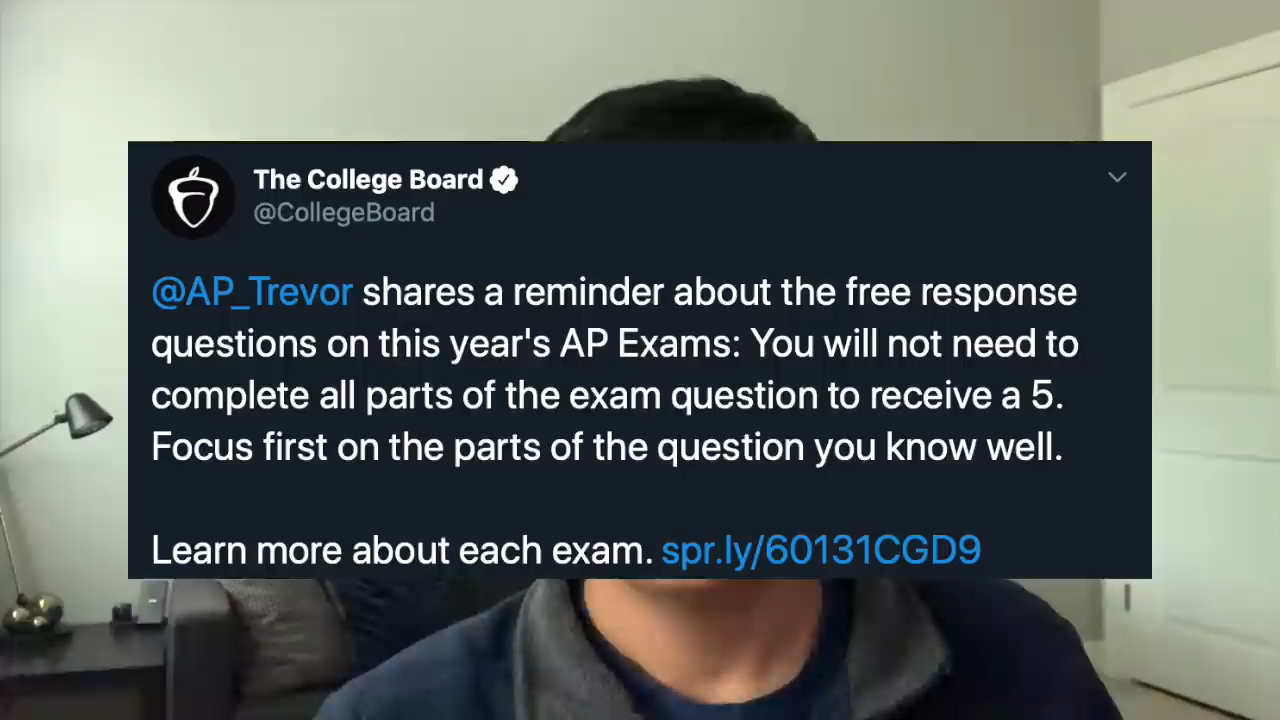 The College Board
@CollegeBoard
@AP_Trevor shares a reminder about the free response
questions on this year's AP Exams: You will not need to
complete all parts of the exam question to receive a 5.
Focus first on the parts of the question you know well.
Learn more about each exam. spr.ly/60131CGD9